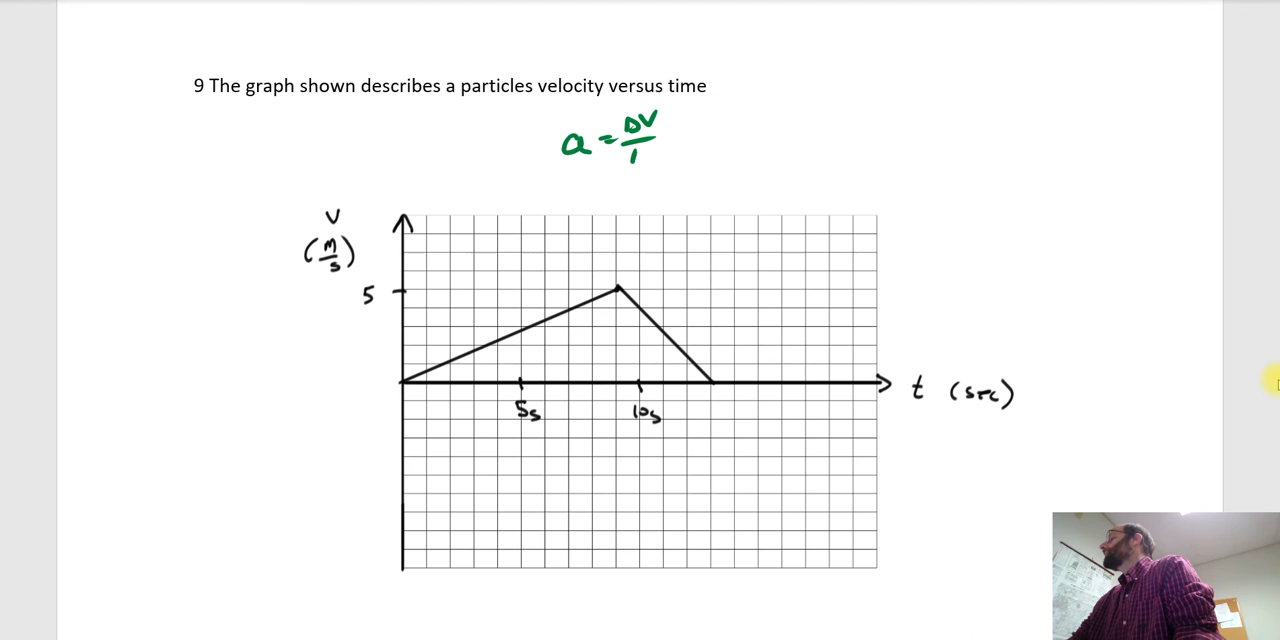 9 The graph shown describes a particles velocity versus time
a = ΔV
V
(m/s)
5
5s
10s
t (sec)